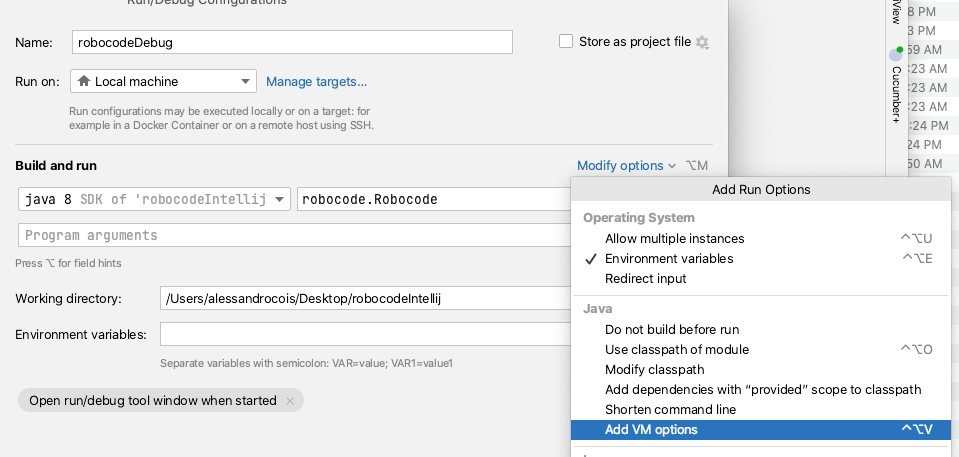 Run/Debug Configurations
Name: robocodeDebug Store as project file
Run on: Local machine Manage targets...
Run configurations may be executed locally or on a target: for
example in a Docker Container or on a remote host using SSH.
Build and run Modify options ⌥M
java 8 SDK of 'robocodeIntellij robocode.Robocode
Program arguments
Press ⌥ for field hints
Working directory: /Users/alessandrocois/Desktop/robocodeIntellij
Environment variables:
Separate variables with semicolon: VAR=value; VAR1=value1
Open run/debug tool window when started ×
Add Run Options
Operating System
Allow multiple instances ^⌥U
✓ Environment variables ^⌥E
Redirect input
Java
Do not build before run
Use classpath of module ^⌥O
Modify classpath
Add dependencies with “provided” scope to classpath
Shorten command line
Add VM options ^⌥V
Cucumber+
8 PM
3 PM
:59 AM
:23 AM
:23 AM
:23 AM
:24 PM
24 PM
:50 AM